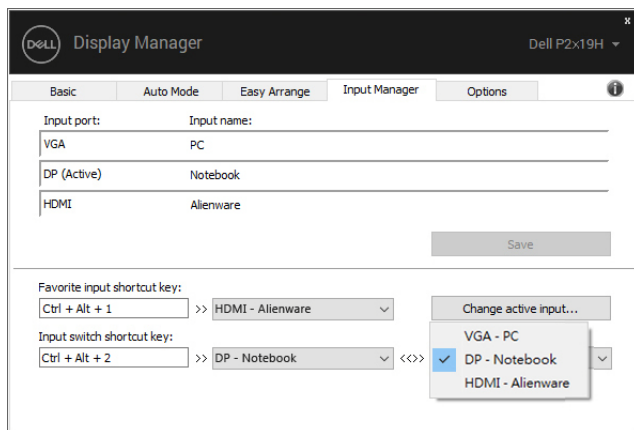 x
DELL Display Manager Dell P2x19H
Basic Auto Mode Easy Arrange Input Manager Options i
Input port: Input name:
VGA PC
DP (Active) Notebook
HDMI Alienware
Save
Favorite input shortcut key:
Ctrl + Alt + 1 >> HDMI - Alienware Change active input...
Input switch shortcut key:
VGA - PC
Ctrl + Alt + 2 >> DP - Notebook <<>> DP - Notebook
HDMI - Alienware